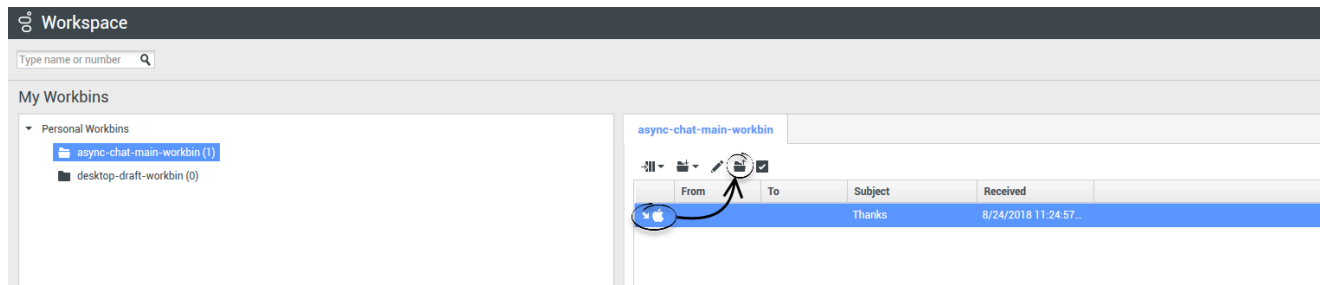 Workspace
Type name or number
My Workbins
Personal Workbins
async-chat-main-workbin (1)
desktop-draft-workbin (0)
async-chat-main-workbin
From To Subject Received
Thanks 8/24/2018 11:24:57...